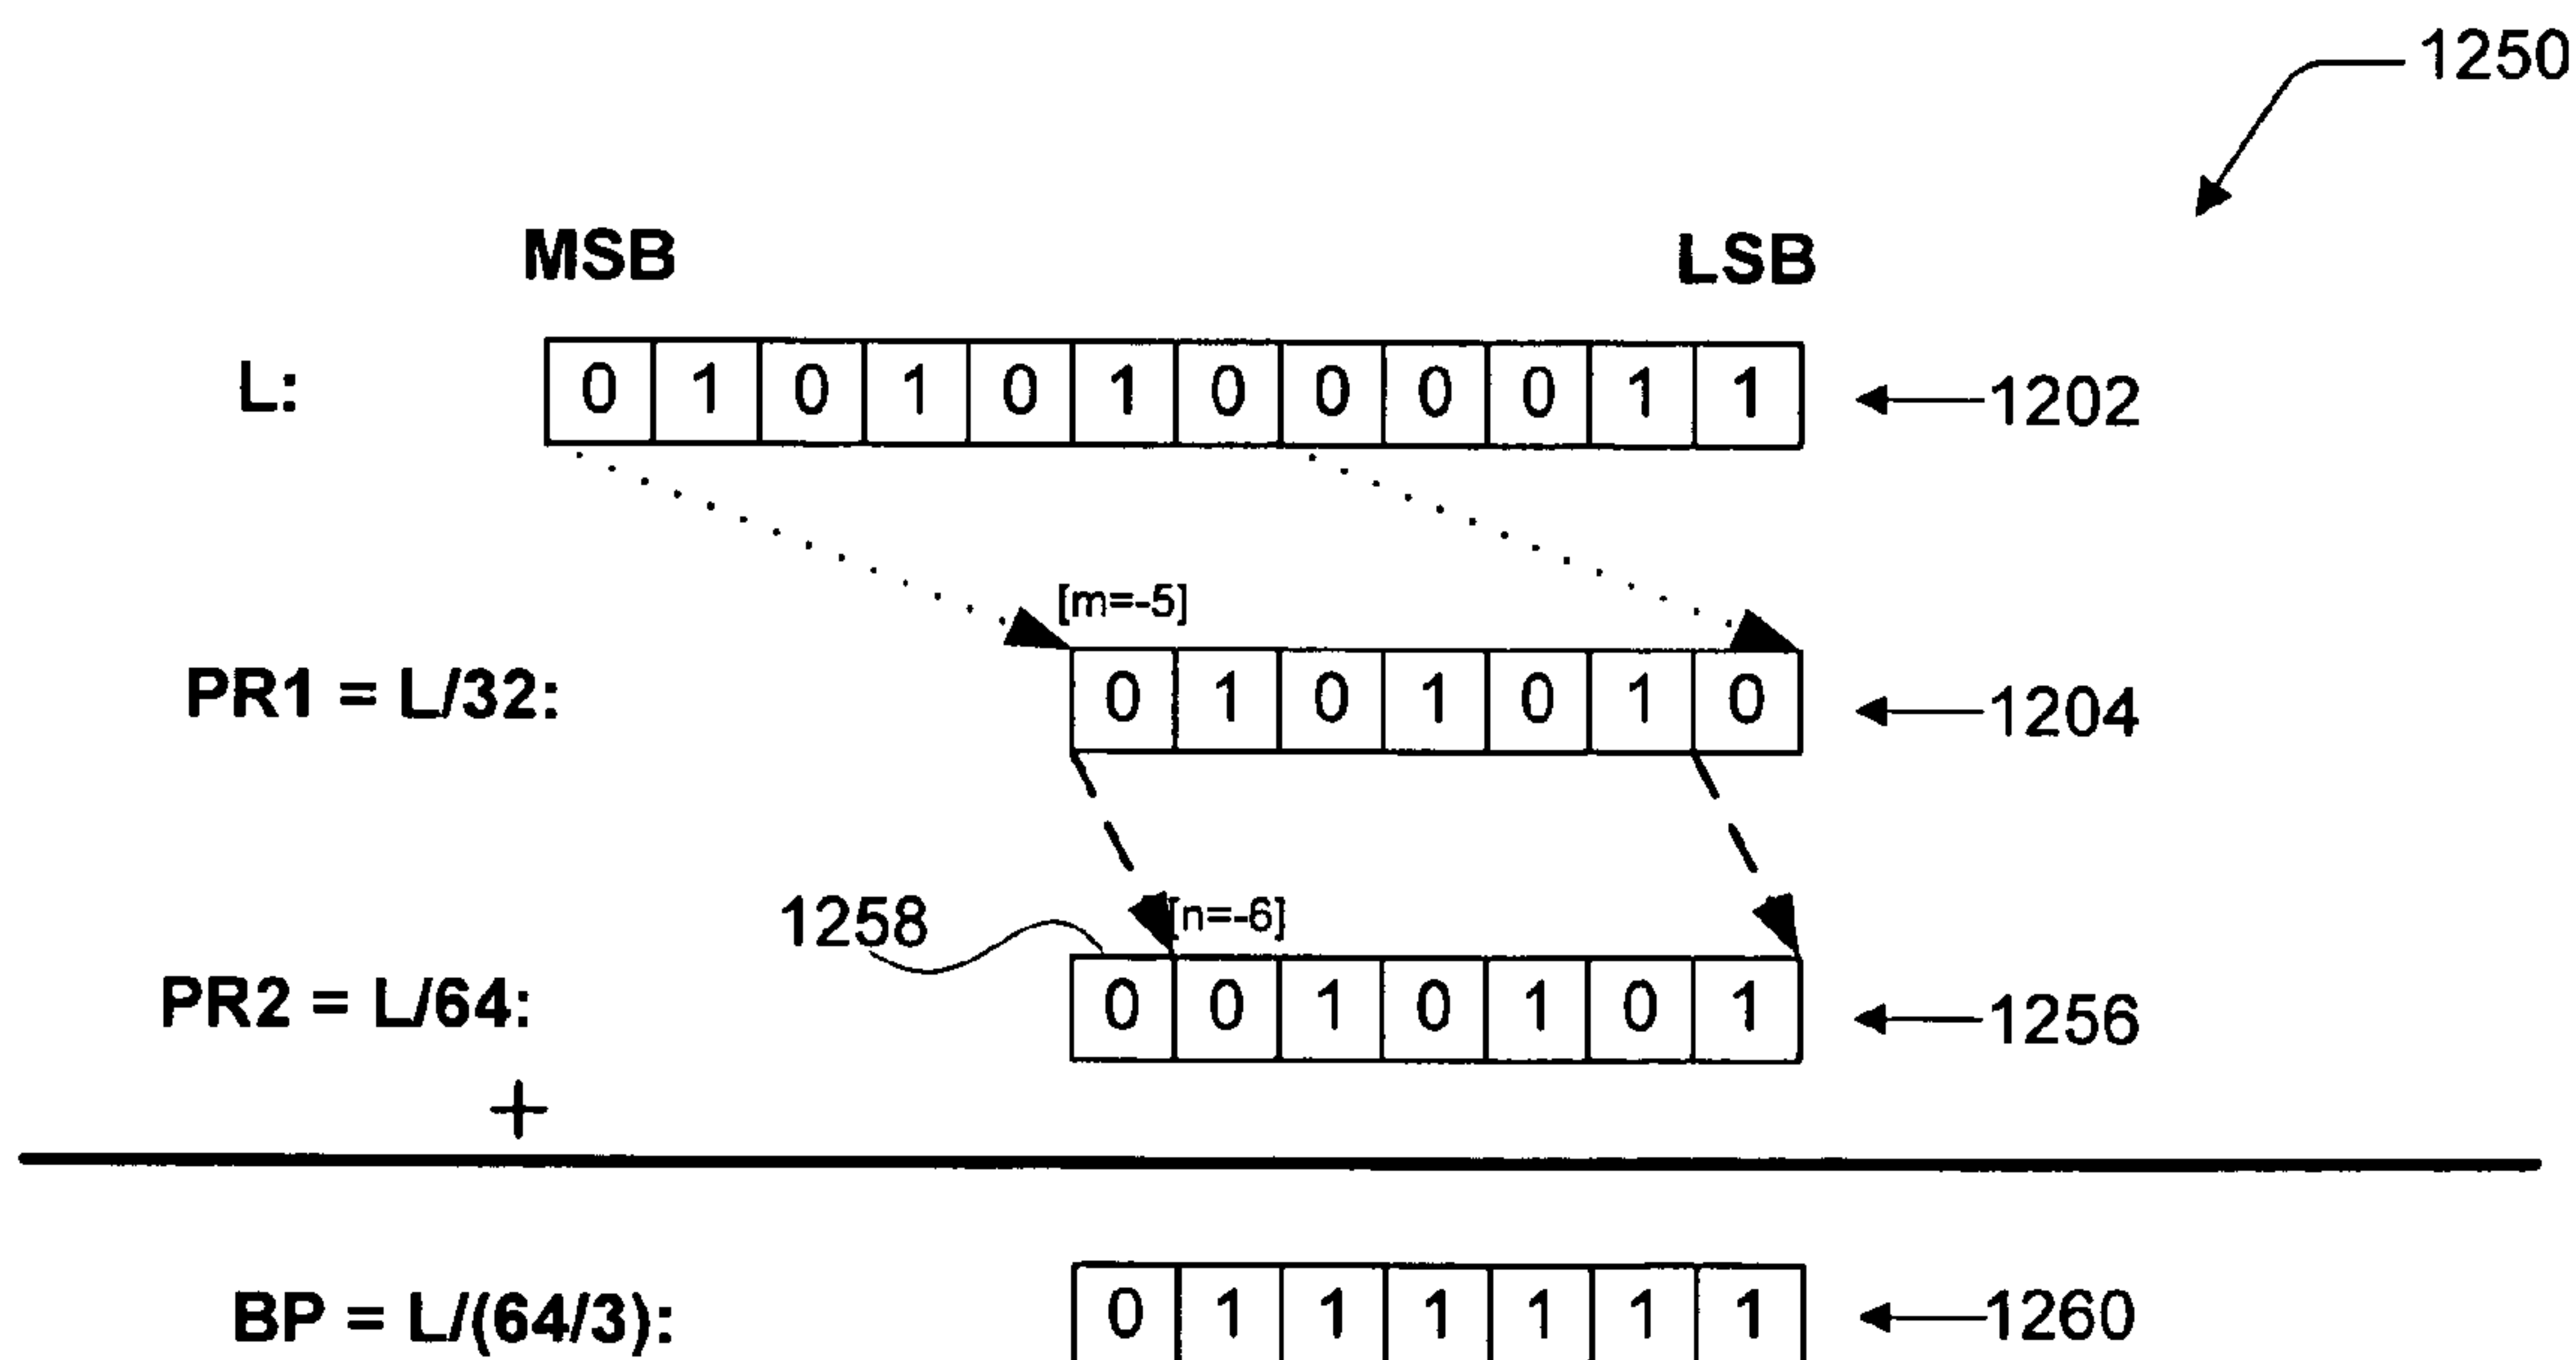 1250
MSB LSB
L: 0 1 0 1 0 1 0 0 0 0 1 1 1202
[m=-5]
PR1 = L/32: 0 1 0 1 0 1 0 1204
1258 [n=-6]
PR2 = L/64: 0 0 1 0 1 0 1 1256
+
BP = L/(64/3): 0 1 1 1 1 1 1 1260